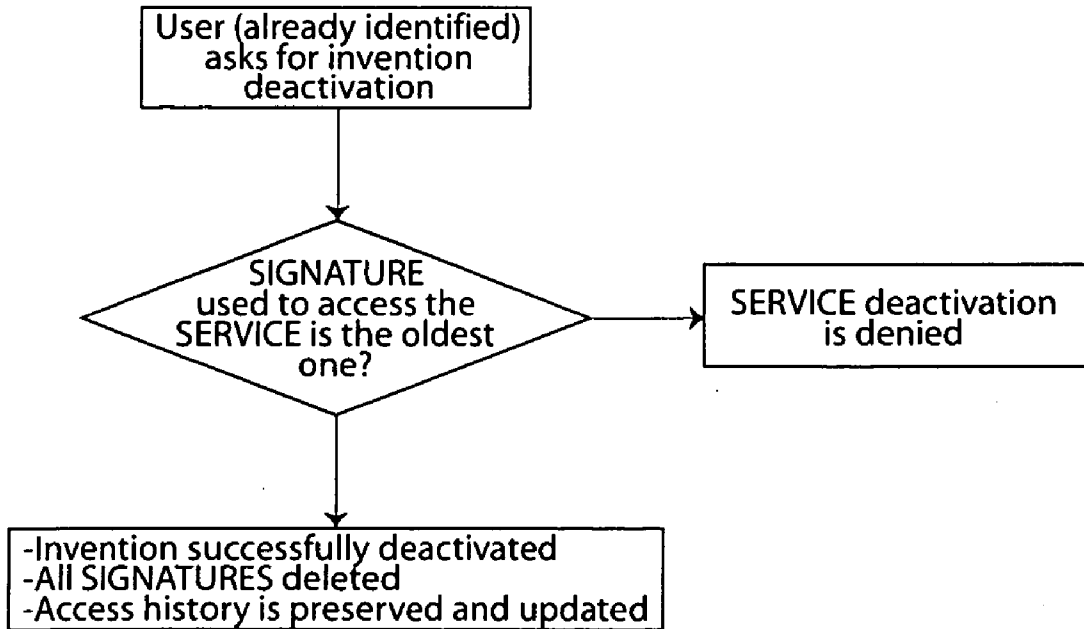 User (already identified)
asks for invention
deactivation
SIGNATURE
used to access the
SERVICE is the oldest
one?
SERVICE deactivation
is denied
-Invention successfully deactivated
-All SIGNATURES deleted
-Access history is preserved and updated